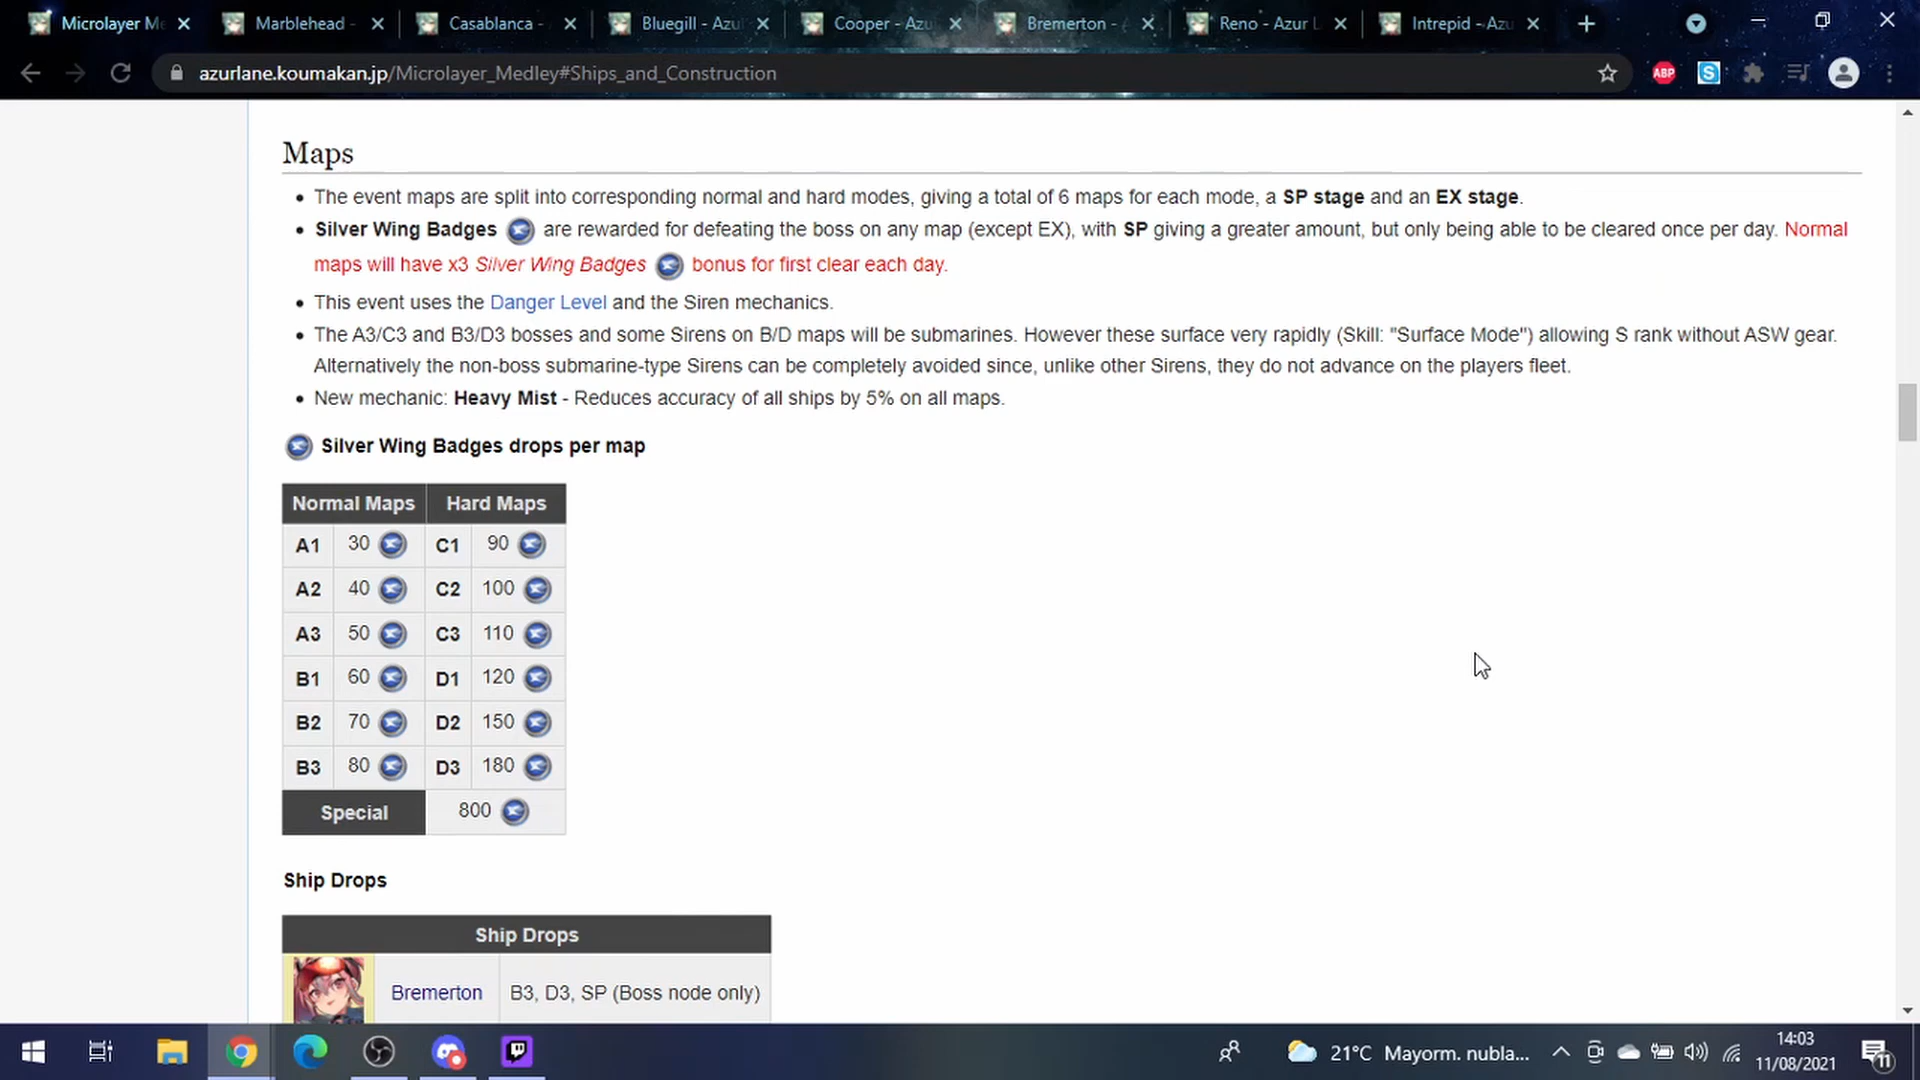 Microlayer Me
Marblehead -
Casablanca -
Bluegill - Azu
Cooper - Azu
Bremerton - A
Reno - Azur L
Intrepid - Azu
azurlane.koumakan.jp/Microlayer_Medley#Ships_and_Construction
ABP
S
Maps
The event maps are split into corresponding normal and hard modes, giving a total of 6 maps for each mode, a SP stage and an EX stage.
Silver Wing Badges are rewarded for defeating the boss on any map (except EX), with SP giving a greater amount, but only being able to be cleared once per day. Normal
maps will have x3 Silver Wing Badges bonus for first clear each day.
This event uses the Danger Level and the Siren mechanics.
The A3/C3 and B3/D3 bosses and some Sirens on B/D maps will be submarines. However these surface very rapidly (Skill: "Surface Mode") allowing S rank without ASW gear.
Alternatively the non-boss submarine-type Sirens can be completely avoided since, unlike other Sirens, they do not advance on the players fleet.
New mechanic: Heavy Mist - Reduces accuracy of all ships by 5% on all maps.
Silver Wing Badges drops per map
Normal Maps Hard Maps
A1 30 C1 90
A2 40 C2 100
A3 50 C3 110
B1 60 D1 120
B2 70 D2 150
B3 80 D3 180
Special 800
Ship Drops
Ship Drops
Bremerton B3, D3, SP (Boss node only)
21°C Mayorm. nubla...
14:03
11/08/2021
11